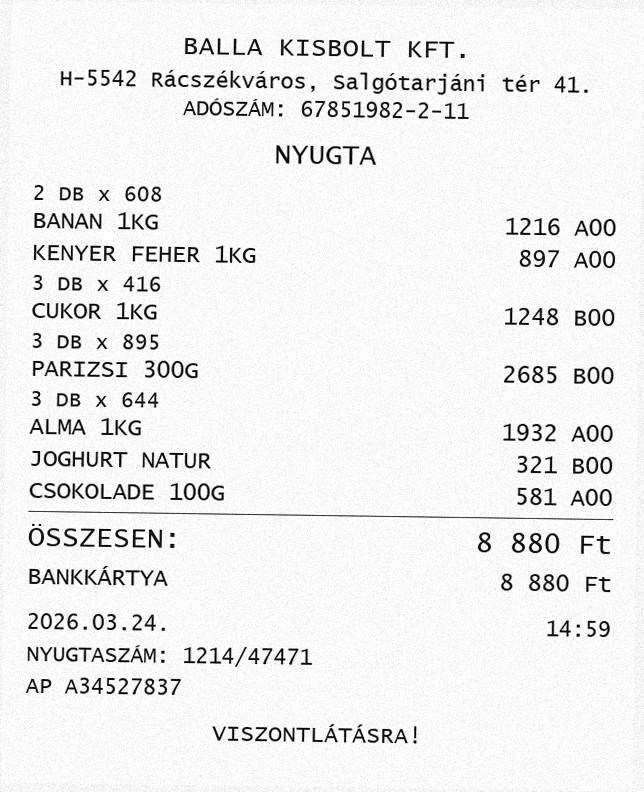 BALLA KISBOLT KFT.
H-5542 Rácszékváros, Salgótarjáni tér 41.
ADÓSZÁM: 67851982-2-11
NYUGTA
2 DB x 608
BANAN 1KG 1216 A00
KENYER FEHER 1KG 897 A00
3 DB x 416
CUKOR 1KG 1248 B00
3 DB x 895
PARIZSI 300G 2685 B00
3 DB x 644
ALMA 1KG 1932 A00
JOGHURT NATUR 321 B00
CSOKOLADE 100G 581 A00
ÖSSZESEN: 8 880 Ft
BANKKÁRTYA 8 880 Ft
2026.03.24. 14:59
NYUGTASZÁM: 1214/47471
AP A34527837
VISZONTLÁTÁSRA!